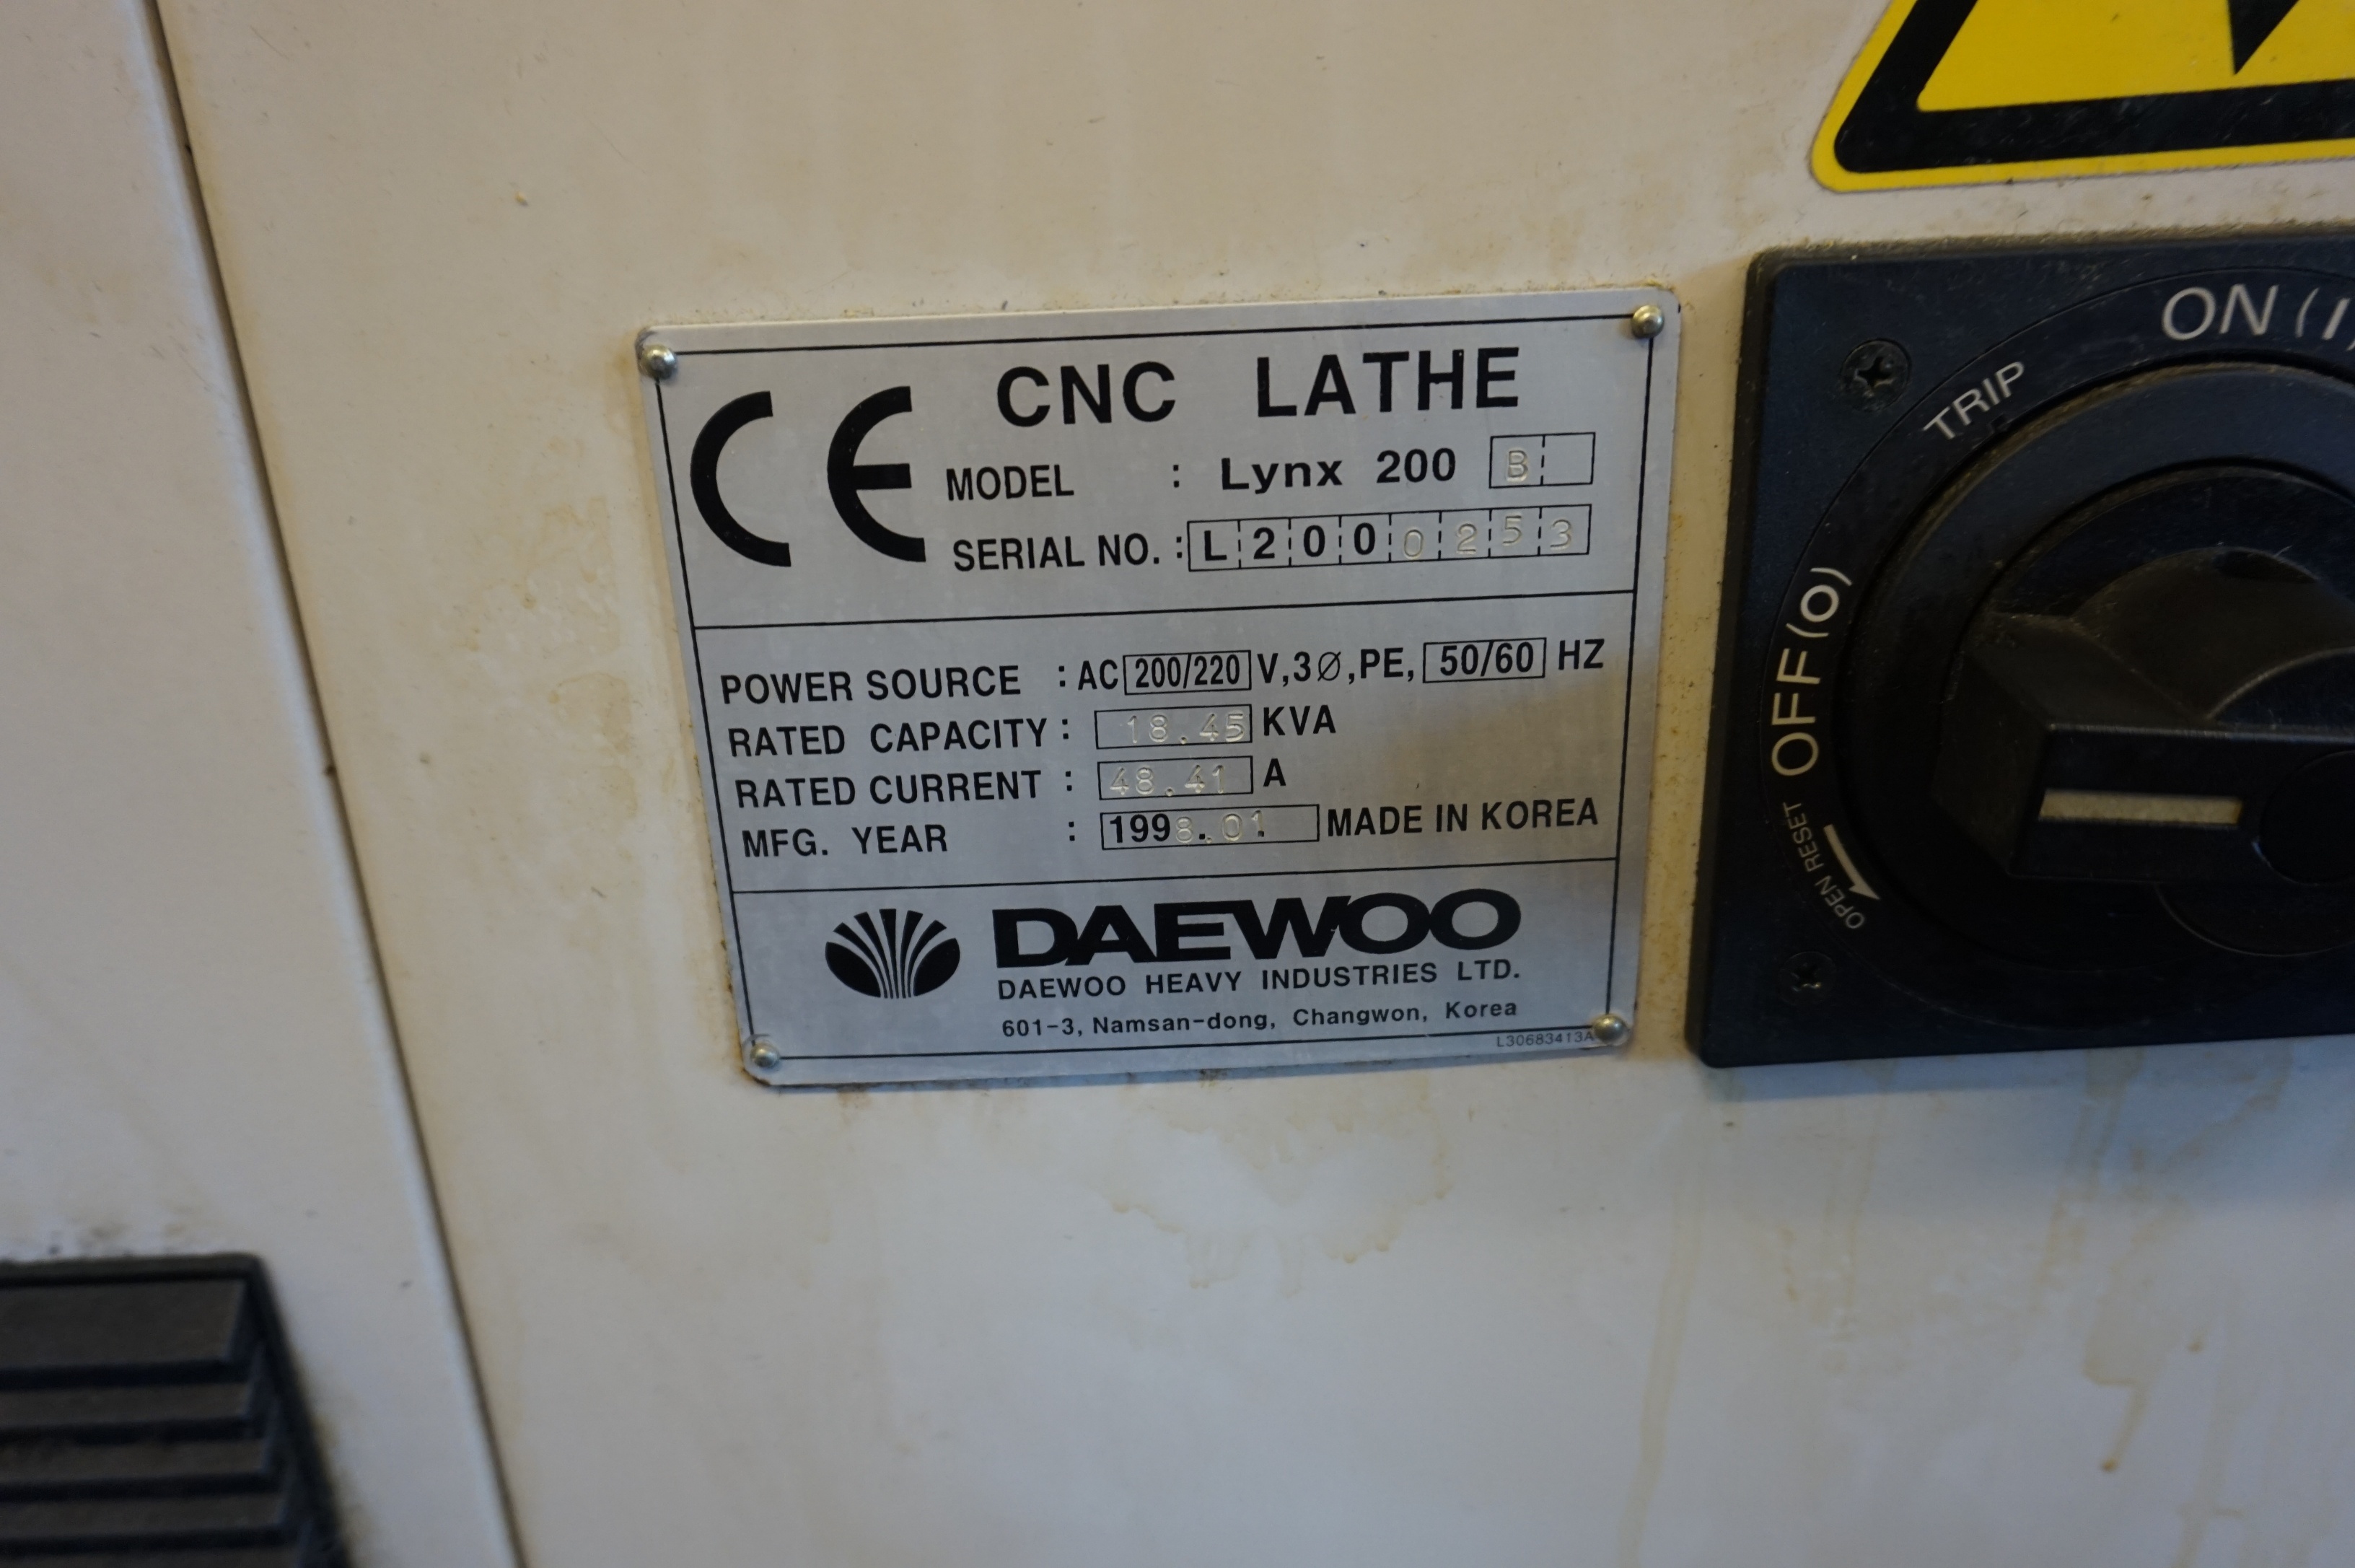 CE CNC LATHE
MODEL : Lynx 200 B
SERIAL NO. : L2000253
POWER SOURCE : AC 200/220 V, 3Ø, PE, 50/60 HZ
RATED CAPACITY : 18.45 KVA
RATED CURRENT : 48.41 A
MFG. YEAR : 1998.01. MADE IN KOREA
DAEWOO
DAEWOO HEAVY INDUSTRIES LTD.
601-3, Namsan-dong, Changwon, Korea
L30683413A
ON (I)
TRIP
OFF (O)
OPEN RESET